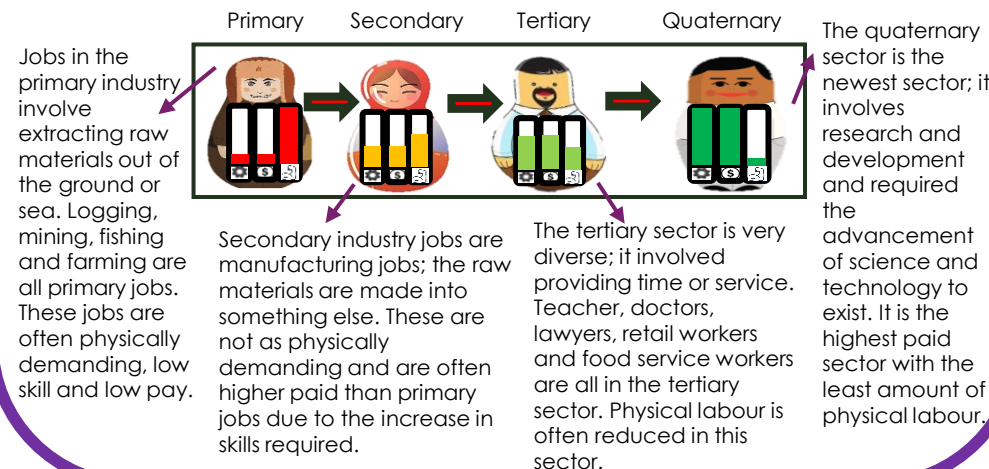 Primary
Secondary
Tertiary
Quaternary
Jobs in the
primary industry
involve
extracting raw
materials out of
the ground or
sea. Logging,
mining, fishing
and farming are
all primary jobs.
These jobs are
often physically
demanding, low
skill and low pay.
$
$
$
$
Secondary industry jobs are
manufacturing jobs; the raw
materials are made into
something else. These are
not as physically
demanding and are often
higher paid than primary
jobs due to the increase in
skills required.
The tertiary sector is very
diverse; it involved
providing time or service.
Teacher, doctors,
lawyers, retail workers
and food service workers
are all in the tertiary
sector. Physical labour is
often reduced in this
sector.
The quaternary
sector is the
newest sector; it
involves
research and
development
and required
the
advancement
of science and
technology to
exist. It is the
highest paid
sector with the
least amount of
physical labour.